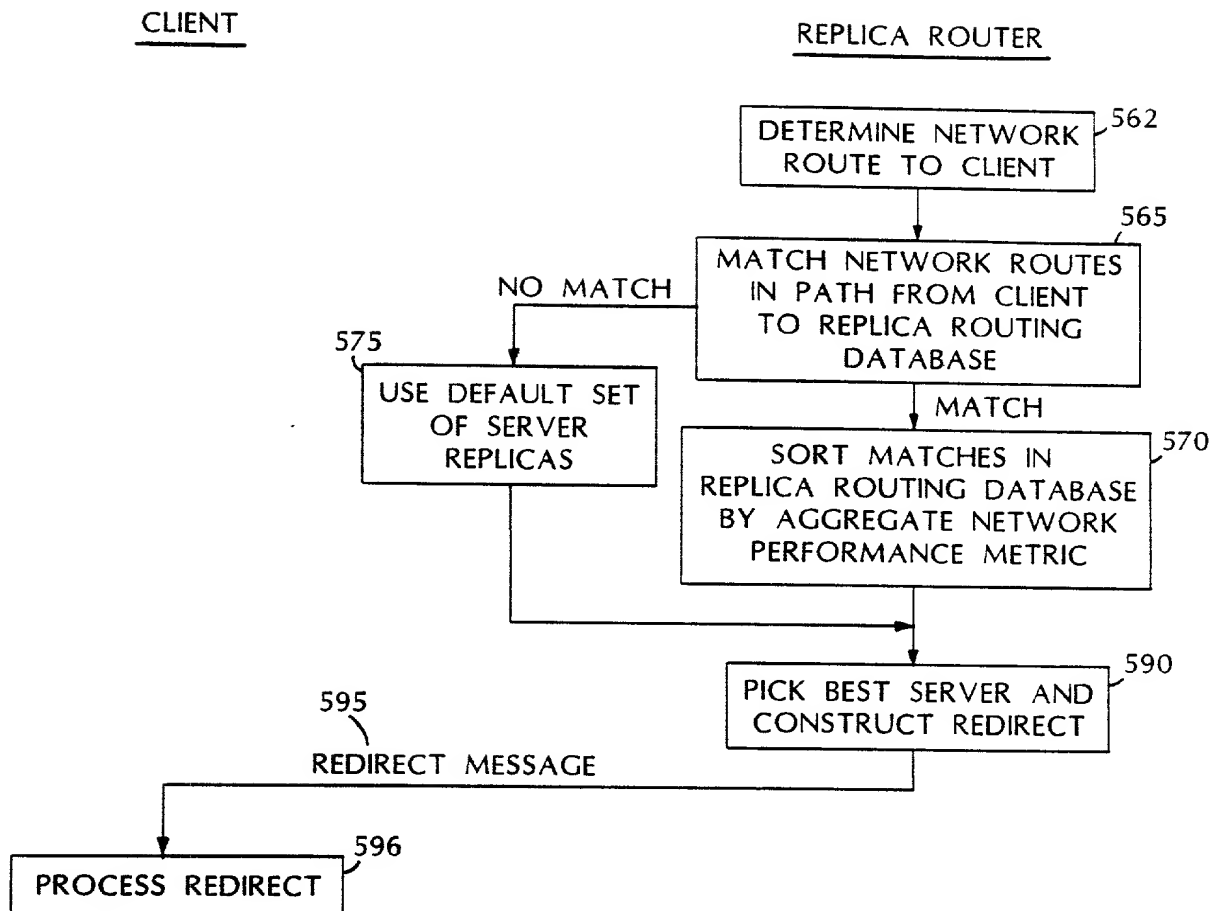 CLIENT
REPLICA ROUTER
562
DETERMINE NETWORK
ROUTE TO CLIENT
565
MATCH NETWORK ROUTES
IN PATH FROM CLIENT
TO REPLICA ROUTING
DATABASE
NO MATCH
575
USE DEFAULT SET
OF SERVER
REPLICAS
MATCH
570
SORT MATCHES IN
REPLICA ROUTING DATABASE
BY AGGREGATE NETWORK
PERFORMANCE METRIC
590
PICK BEST SERVER AND
CONSTRUCT REDIRECT
595
REDIRECT MESSAGE
596
PROCESS REDIRECT